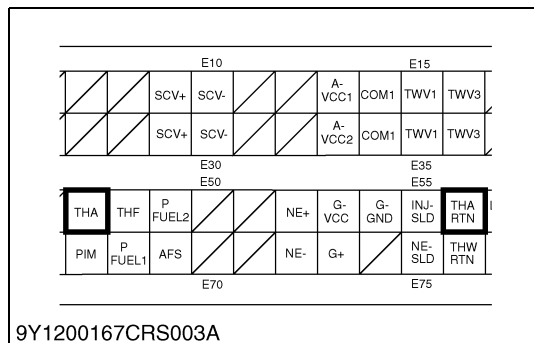 E10 E15
SCV+ SCV- A- COM1 TWV1 TWV3
VCC1
SCV+ SCV- A- COM1 TWV1 TWV3
VCC2
E30 E35
E50 E55
THA THF P FUEL2 NE+ G- VCC G- GND INJ- SLD THA RTN
PIM P FUEL1 AFS NE- G+ NE- SLD THW RTN
E70 E75
9Y1200167CRS003A